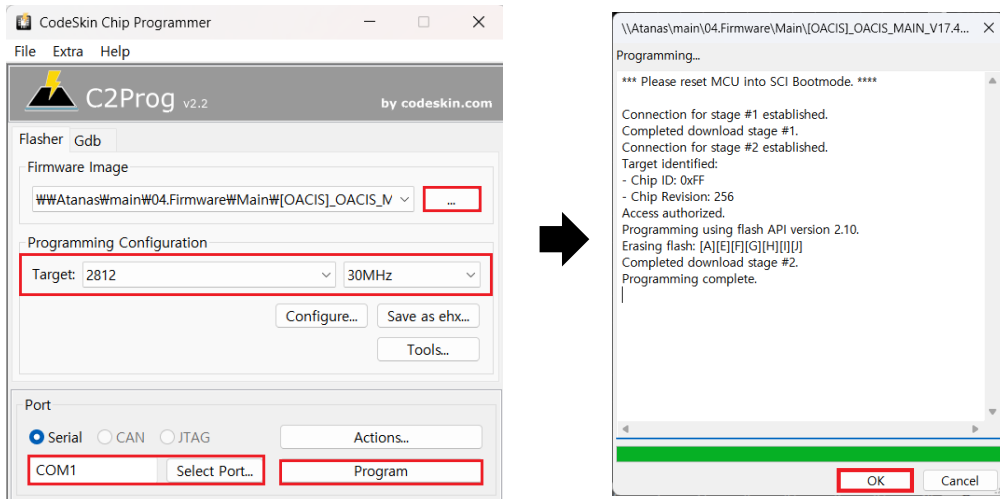 CodeSkin Chip Programmer
File Extra Help
C2Prog v2.2
by codeskin.com
Flasher Gdb
Firmware Image
₩₩Atanas₩main₩04.Firmware₩Main₩[OACIS]_OACIS_M
...
Programming Configuration
Target: 2812 30MHz
Configure... Save as ehx...
Tools...
Port
Serial CAN JTAG Actions...
COM1 Select Port... Program
\\Atanas\main\04.Firmware\Main\[OACIS]_OACIS_MAIN_V17.4...
Programming...
*** Please reset MCU into SCI Bootmode. ****
Connection for stage #1 established.
Completed download stage #1.
Connection for stage #2 established.
Target identified:
- Chip ID: 0xFF
- Chip Revision: 256
Access authorized.
Programming using flash API version 2.10.
Erasing flash: [A][E][F][G][H][I][J]
Completed download stage #2.
Programming complete.
OK Cancel